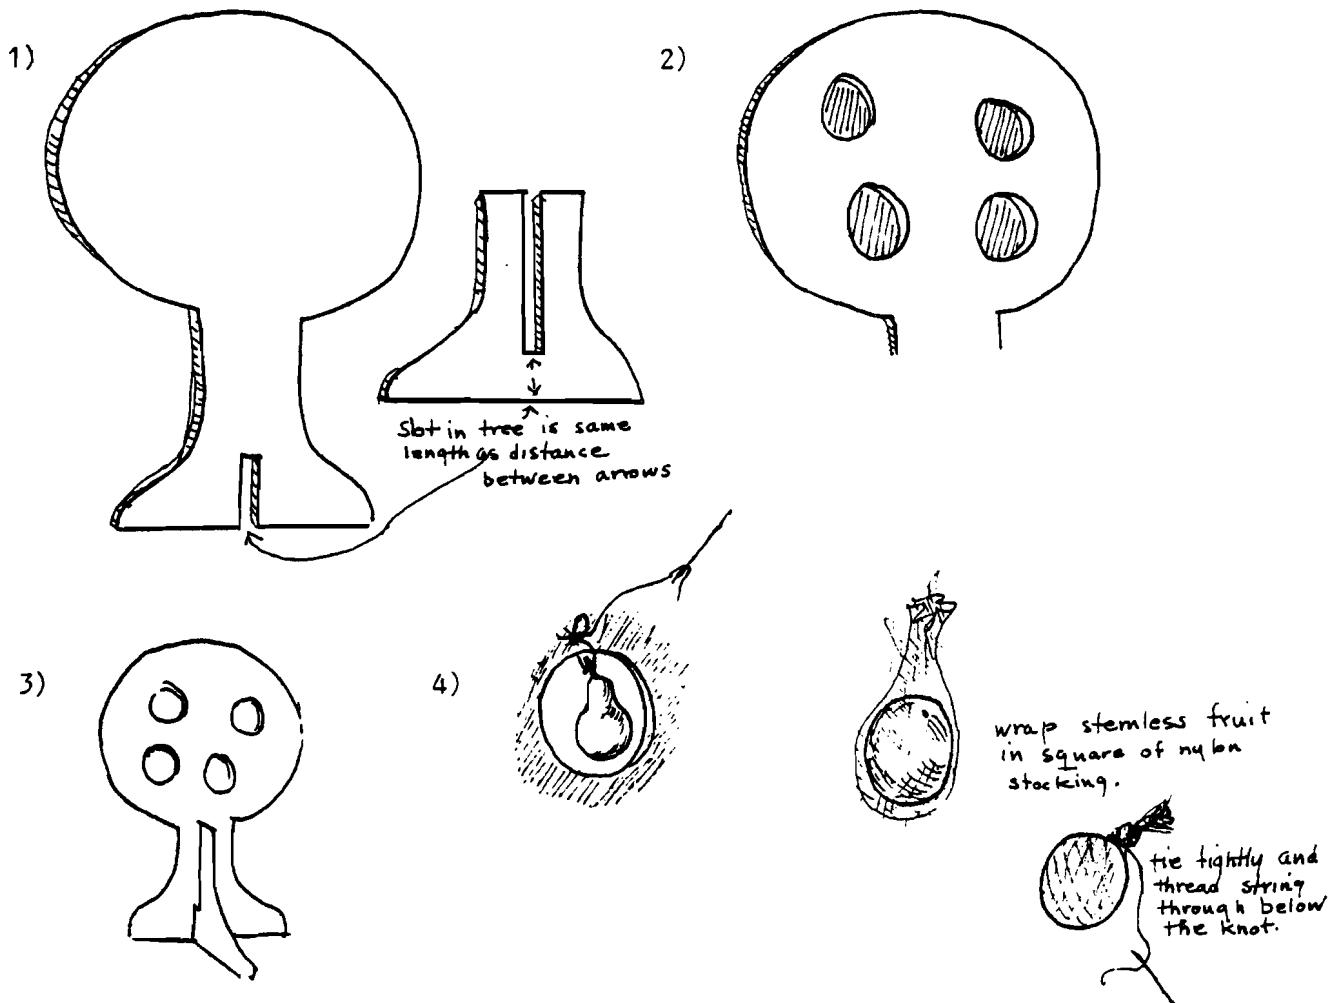 1)
2)
Slot in tree is same
length as distance
between arrows
3)
4)
wrap stemless fruit
in square of nylon
stocking.
tie tightly and
thread string
through below
the knot.